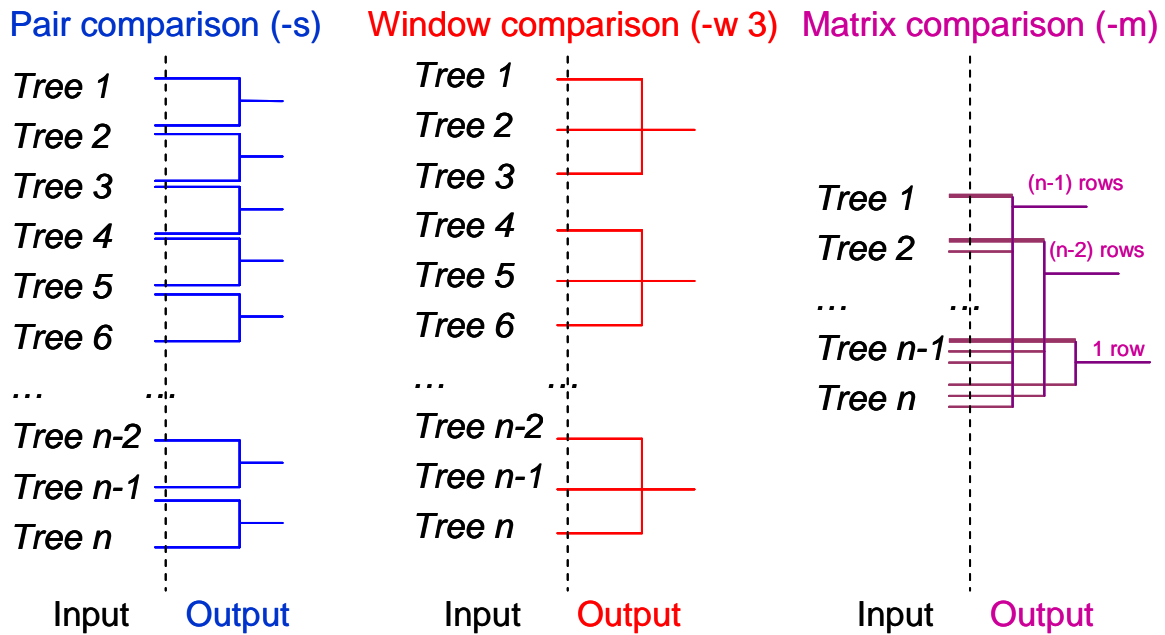 Pair comparison (-s)
Tree 1
Tree 2
Tree 3
Tree 4
Tree 5
Tree 6
... ...
Tree n-2
Tree n-1
Tree n
Input Output
Window comparison (-w 3)
Tree 1
Tree 2
Tree 3
Tree 4
Tree 5
Tree 6
... ...
Tree n-2
Tree n-1
Tree n
Input Output
Matrix comparison (-m)
Tree 1
(n-1) rows
Tree 2
(n-2) rows
... ...
Tree n-1
1 row
Tree n
Input Output